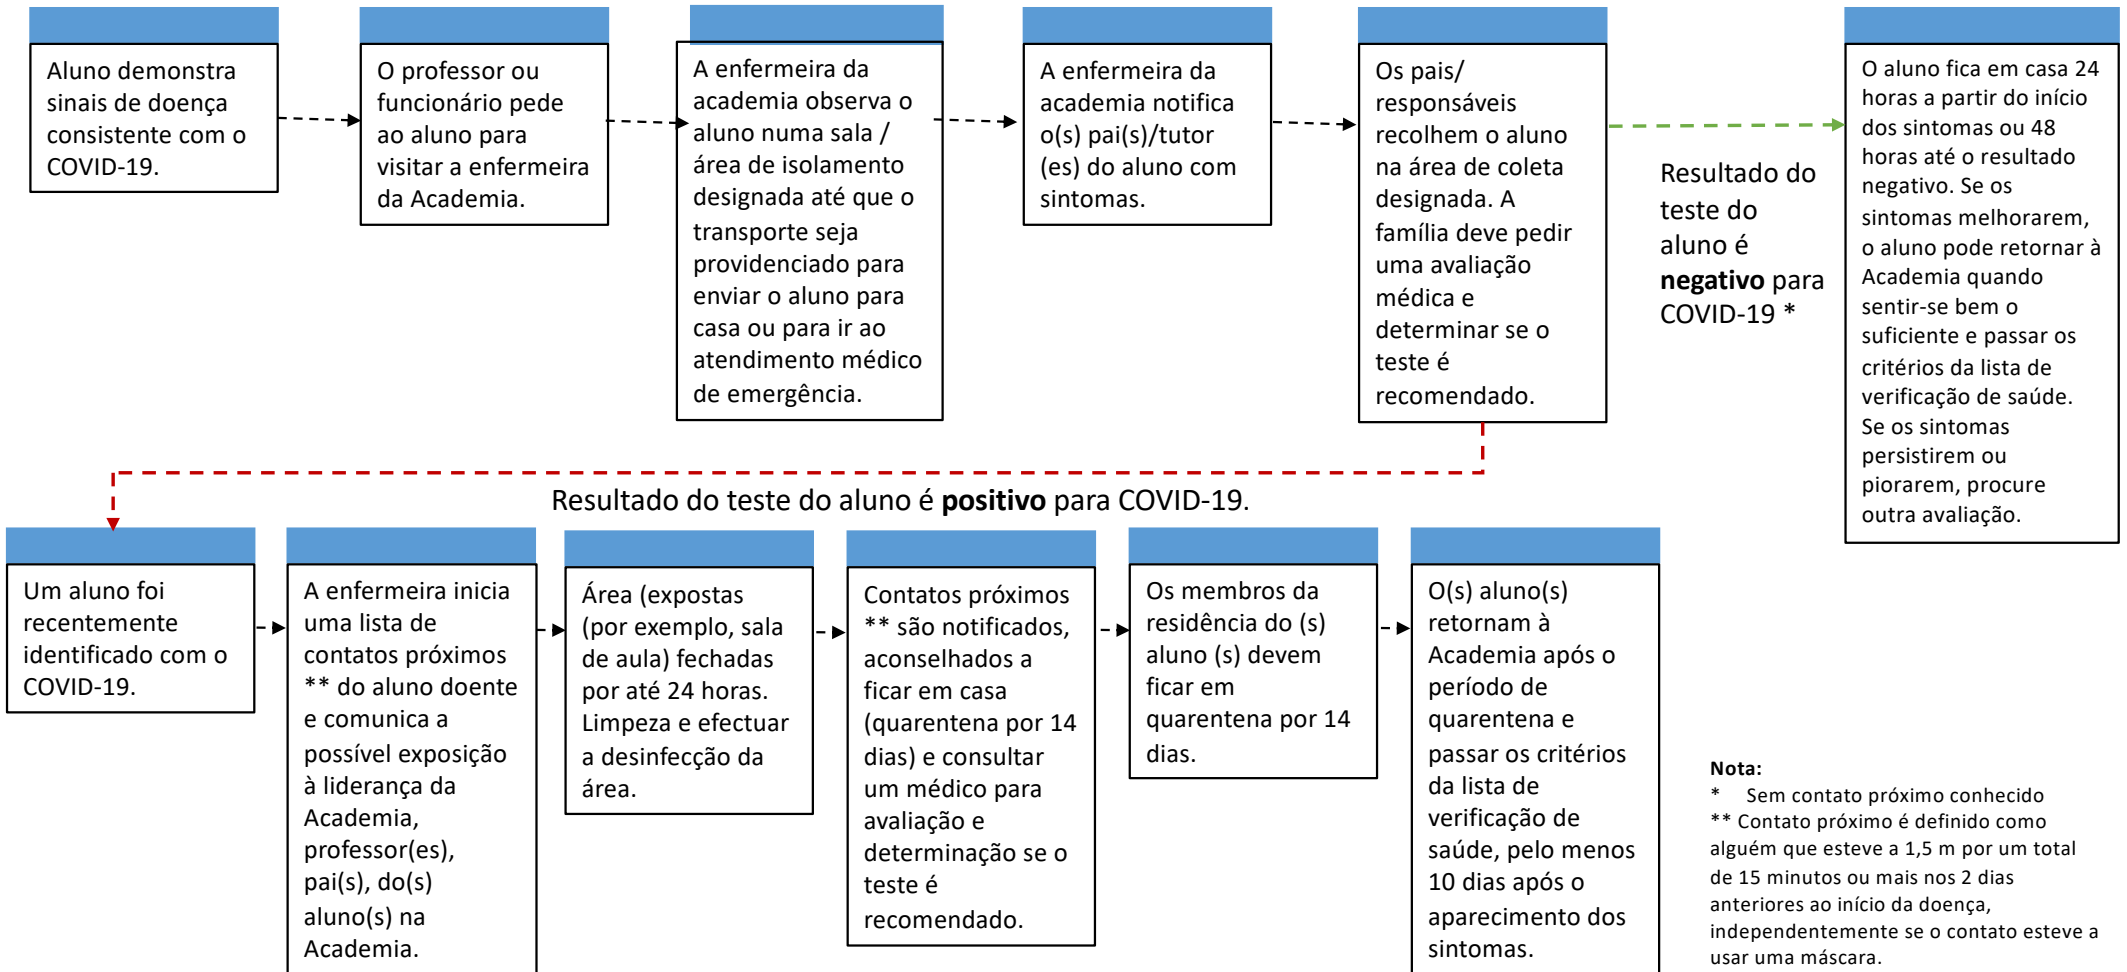 Aluno demonstra
sinais de doença
consistente com o
COVID-19.
O professor ou
funcionário pede
ao aluno para
visitar a enfermeira
da Academia.
A enfermeira da
academia observa o
aluno numa sala /
área de isolamento
designada até que o
transporte seja
providenciado para
enviar o aluno para
casa ou para ir ao
atendimento médico
de emergência.
A enfermeira da
academia notifica
o(s) pai(s)/tutor
(es) do aluno com
sintomas.
Os pais/
responsáveis
recolhem o aluno
na área de coleta
designada. A
família deve pedir
uma avaliação
médica e
determinar se o
teste é
recomendado.
Resultado do
teste do
aluno é
negativo para
COVID-19 *
O aluno fica em casa 24
horas a partir do início
dos sintomas ou 48
horas até o resultado
negativo. Se os
sintomas melhorarem,
o aluno pode retornar à
Academia quando
sentir-se bem o
suficiente e passar os
critérios da lista de
verificação de saúde.
Se os sintomas
persistirem ou
piorarem, procure
outra avaliação.
Resultado do teste do aluno é positivo para COVID-19.
Um aluno foi
recentemente
identificado com o
COVID-19.
A enfermeira inicia
uma lista de
contatos próximos
** do aluno doente
e comunica a
possível exposição
à liderança da
Academia,
professor(es),
pai(s), do(s)
aluno(s) na
Academia.
Área (expostas
(por exemplo, sala
de aula) fechadas
por até 24 horas.
Limpeza e efectuar
a desinfecção da
área.
Contatos próximos
** são notificados,
aconselhados a
ficar em casa
(quarentena por 14
dias) e consultar
um médico para
avaliação e
determinação se o
teste é
recomendado.
Os membros da
residência do (s)
aluno (s) devem
ficar em
quarentena por 14
dias.
O(s) aluno(s)
retornam à
Academia após o
período de
quarentena e
passar os critérios
da lista de
verificação de
saúde, pelo menos
10 dias após o
aparecimento dos
sintomas.
Nota:
* Sem contato próximo conhecido
** Contato próximo é definido como
alguém que esteve a 1,5 m por um total
de 15 minutos ou mais nos 2 dias
anteriores ao início da doença,
independentemente se o contato esteve a
usar uma máscara.